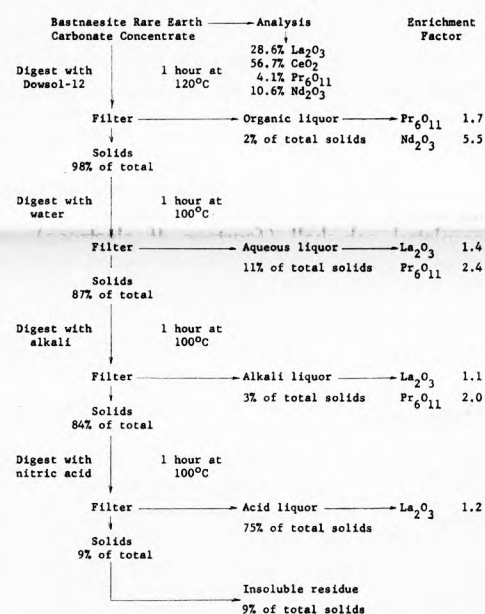 Bastnaesite Rare Earth Carbonate Concentrate
Analysis
Enrichment Factor
28.6% La₂O₃
56.7% CeO₂
4.1% Pr₆O₁₁
10.6% Nd₂O₃
Digest with Dowsol-12
1 hour at 120°C
Filter
Organic liquor
Pr₆O₁₁ 1.7
2% of total solids
Nd₂O₃ 5.5
Solids
98% of total
Digest with water
1 hour at 100°C
Filter
Aqueous liquor
La₂O₃ 1.4
11% of total solids
Pr₆O₁₁ 2.4
Solids
87% of total
Digest with alkali
1 hour at 100°C
Filter
Alkali liquor
La₂O₃ 1.1
3% of total solids
Pr₆O₁₁ 2.0
Solids
84% of total
Digest with nitric acid
1 hour at 100°C
Filter
Acid liquor
La₂O₃ 1.2
75% of total solids
Solids
9% of total
Insoluble residue
9% of total solids